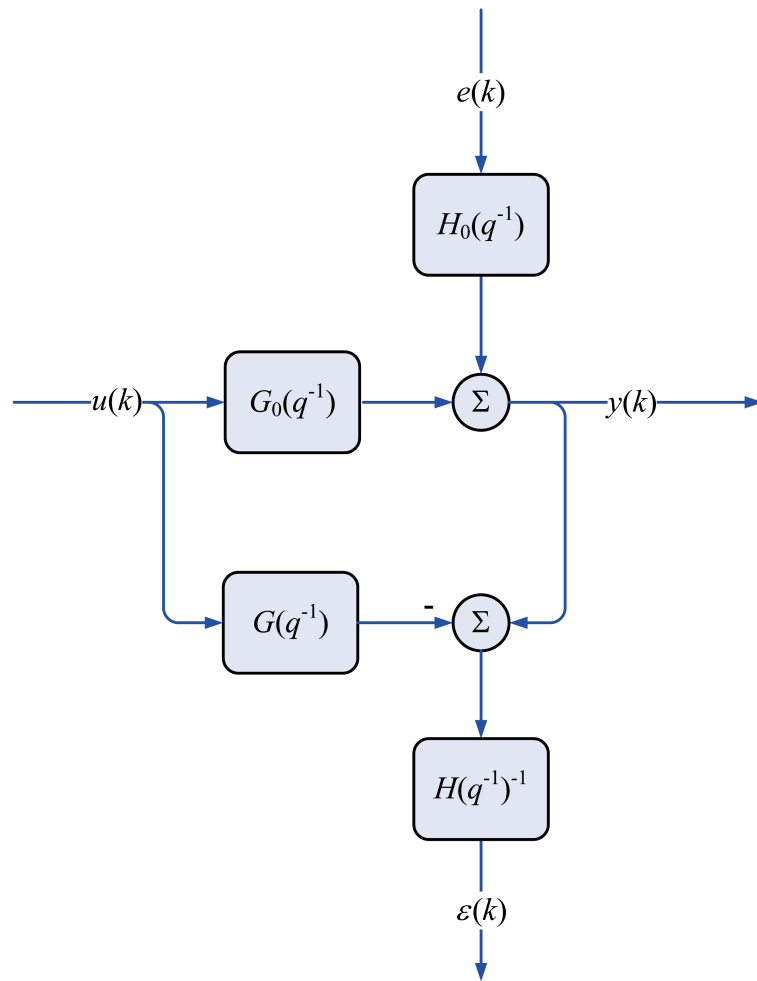 e(k)
H₀(q⁻¹)
u(k)
G₀(q⁻¹)
Σ
y(k)
G(q⁻¹)
-
Σ
H(q⁻¹)⁻¹
ε(k)